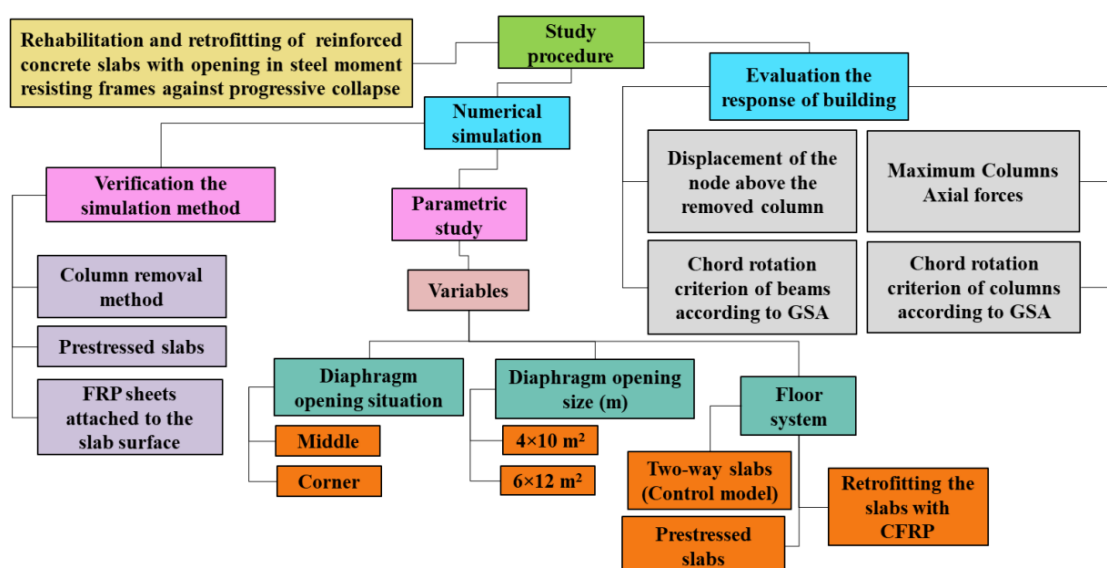 Rehabilitation and retrofitting of reinforced
concrete slabs with opening in steel moment
resisting frames against progressive collapse
Study
procedure
Evaluation the
response of building
Numerical
simulation
Displacement of the
node above the
removed column
Maximum Columns
Axial forces
Verification the
simulation method
Parametric
study
Chord rotation
criterion of beams
according to GSA
Chord rotation
criterion of columns
according to GSA
Column removal
method
Variables
Prestressed slabs
FRP sheets
attached to the
slab surface
Diaphragm
opening situation
Diaphragm opening
size (m)
Floor
system
Middle
Corner
4×10 m²
6×12 m²
Two-way slabs
(Control model)
Prestressed
slabs
Retrofitting the
slabs with
CFRP